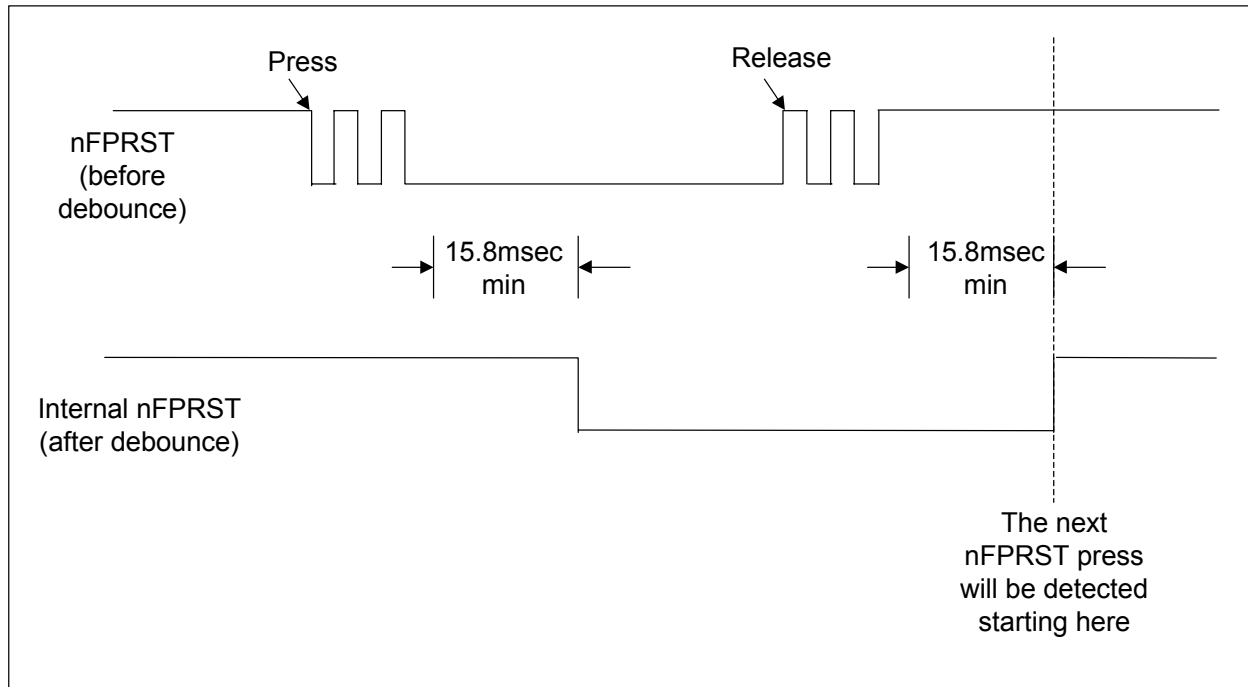 Press
Release
nFPRST
(before
debounce)
15.8msec
min
15.8msec
min
Internal nFPRST
(after debounce)
The next
nFPRST press
will be detected
starting here